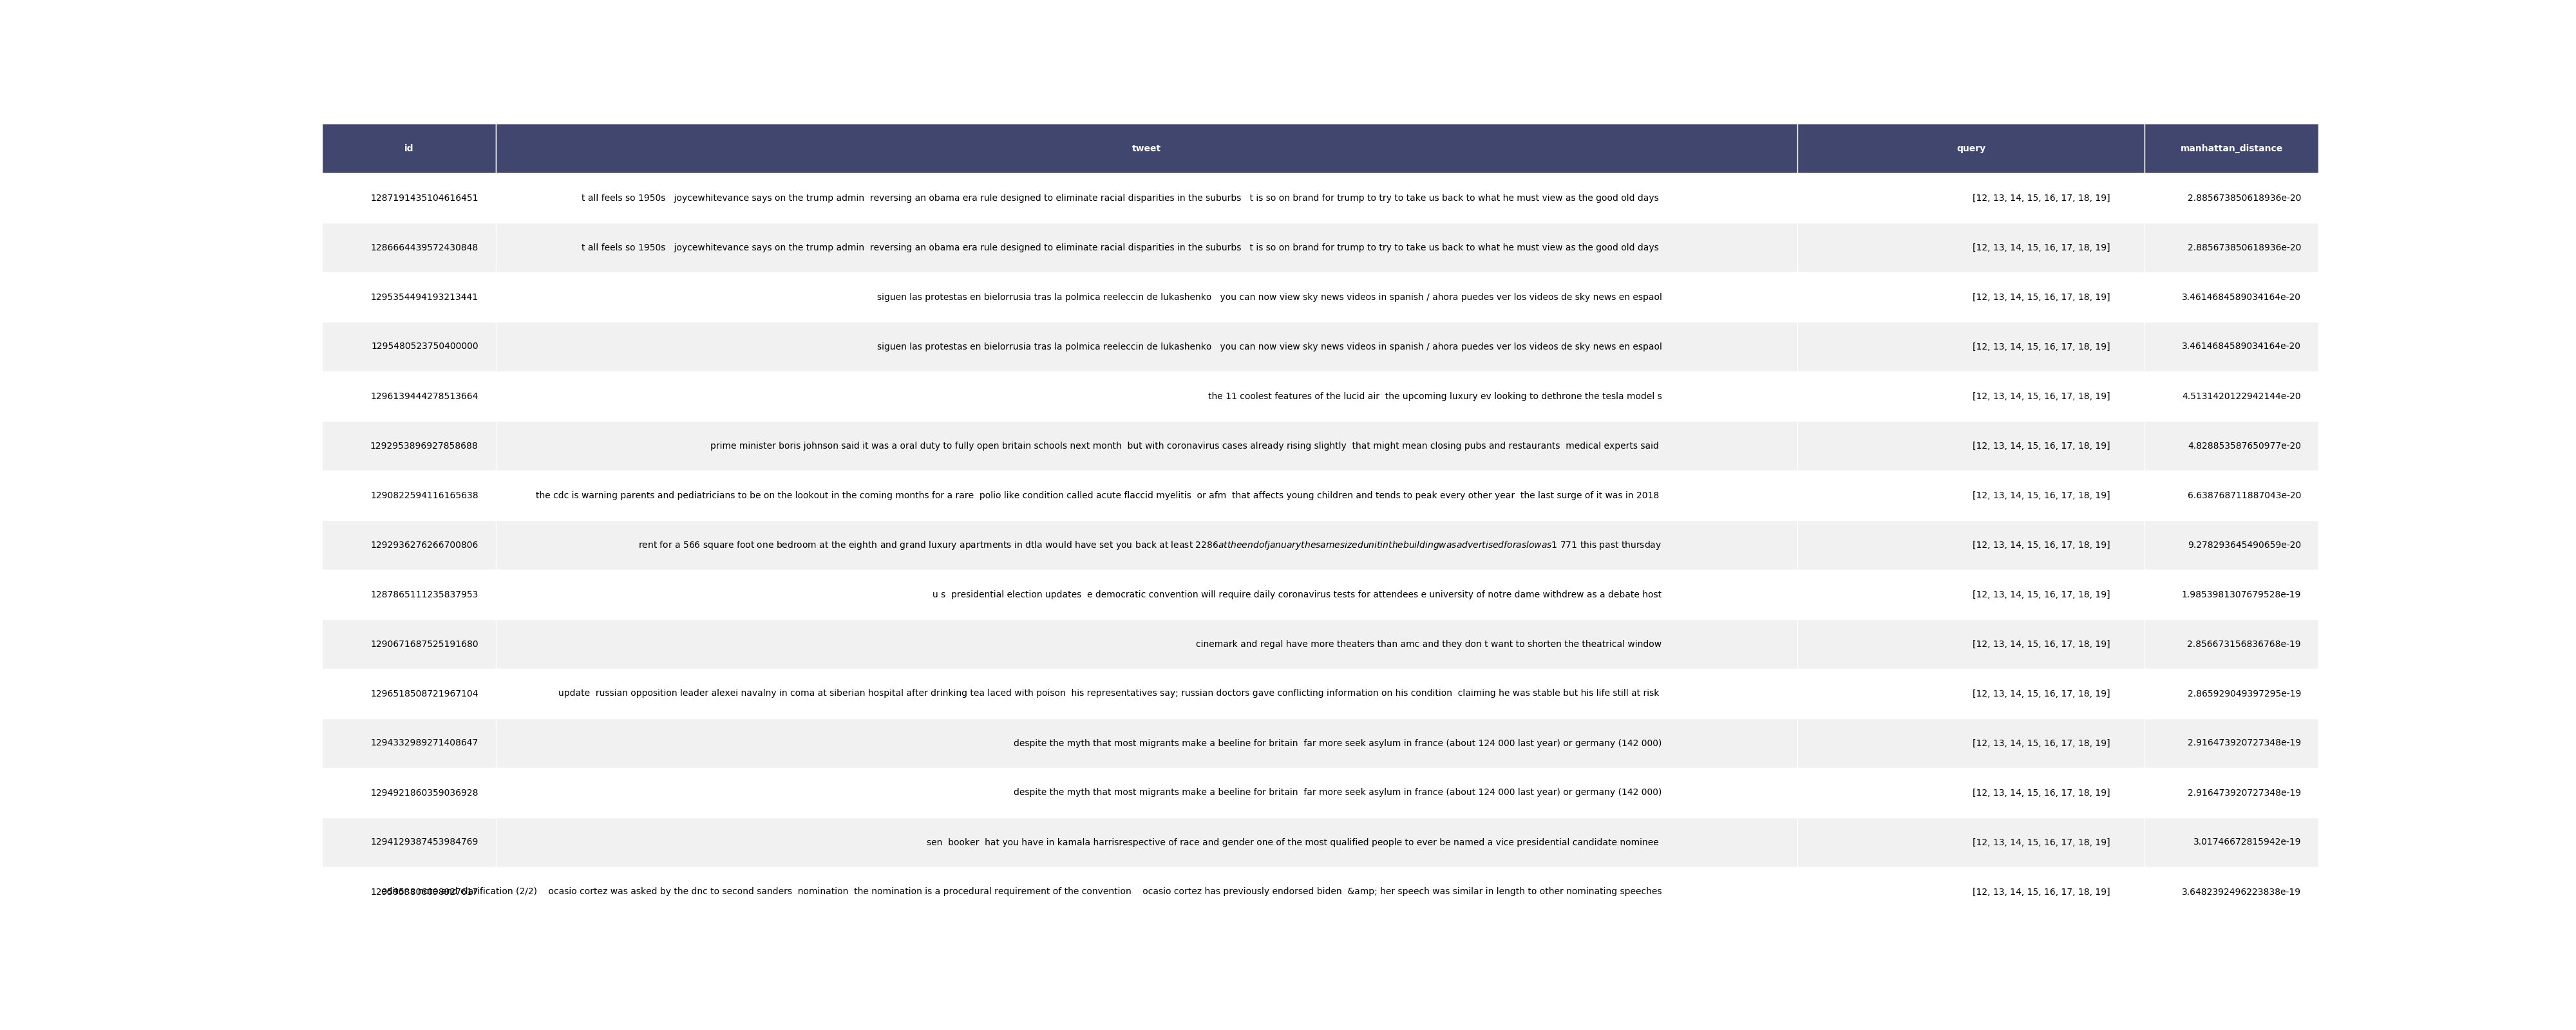 id tweet query manhattan_distance
1287191435104616451 t all feels so 1950s joycewhitevance says on the trump admin reversing an obama era rule designed to eliminate racial disparities in the suburbs t is so on brand for trump to try to take us back to what he must view as the good old days [12, 13, 14, 15, 16, 17, 18, 19] 2.885673850618936e-20
1286664439572430848 t all feels so 1950s joycewhitevance says on the trump admin reversing an obama era rule designed to eliminate racial disparities in the suburbs t is so on brand for trump to try to take us back to what he must view as the good old days [12, 13, 14, 15, 16, 17, 18, 19] 2.885673850618936e-20
1295354494193213441 siguen las protestas en bielorrusia tras la polmica reeleccin de lukashenko you can now view sky news videos in spanish / ahora puedes ver los videos de sky news en espaol [12, 13, 14, 15, 16, 17, 18, 19] 3.4614684589034164e-20
1295480523750400000 siguen las protestas en bielorrusia tras la polmica reeleccin de lukashenko you can now view sky news videos in spanish / ahora puedes ver los videos de sky news en espaol [12, 13, 14, 15, 16, 17, 18, 19] 3.4614684589034164e-20
1296139444278513664 the 11 coolest features of the lucid air the upcoming luxury ev looking to dethrone the tesla model s [12, 13, 14, 15, 16, 17, 18, 19] 4.5131420122942144e-20
1292953896927858688 prime minister boris johnson said it was a oral duty to fully open britain schools next month but with coronavirus cases already rising slightly that might mean closing pubs and restaurants medical experts said [12, 13, 14, 15, 16, 17, 18, 19] 4.828853587650977e-20
1290822594116165638 the cdc is warning parents and pediatricians to be on the lookout in the coming months for a rare polio like condition called acute flaccid myelitis or afm that affects young children and tends to peak every other year the last surge of it was in 2018 [12, 13, 14, 15, 16, 17, 18, 19] 6.638768711887043e-20
1292936276266700806 rent for a 566 square foot one bedroom at the eighth and grand luxury apartments in dtla would have set you back at least 2286attheendofjanuarythesamesizedunitinthebuildingwasadvertisedforaslowas1 771 this past thursday [12, 13, 14, 15, 16, 17, 18, 19] 9.278293645490659e-20
1287865111235837953 u s presidential election updates e democratic convention will require daily coronavirus tests for attendees e university of notre dame withdrew as a debate host [12, 13, 14, 15, 16, 17, 18, 19] 1.9853981307679528e-19
1290671687525191680 cinemark and regal have more theaters than amc and they don t want to shorten the theatrical window [12, 13, 14, 15, 16, 17, 18, 19] 2.856673156836768e-19
1296518508721967104 update russian opposition leader alexei navalny in coma at siberian hospital after drinking tea laced with poison his representatives say; russian doctors gave conflicting information on his condition claiming he was stable but his life still at risk [12, 13, 14, 15, 16, 17, 18, 19] 2.865929049397295e-19
1294332989271408647 despite the myth that most migrants make a beeline for britain far more seek asylum in france (about 124 000 last year) or germany (142 000) [12, 13, 14, 15, 16, 17, 18, 19] 2.916473920727348e-19
1294921860359036928 despite the myth that most migrants make a beeline for britain far more seek asylum in france (about 124 000 last year) or germany (142 000) [12, 13, 14, 15, 16, 17, 18, 19] 2.916473920727348e-19
1294129387453984769 sen booker hat you have in kamala harrisrespective of race and gender one of the most qualified people to ever be named a vice presidential candidate nominee [12, 13, 14, 15, 16, 17, 18, 19] 3.01746672815942e-19
clarification (2/2) ocasio cortez was asked by the dnc to second sanders nomination the nomination is a procedural requirement of the convention ocasio cortez has previously endorsed biden &amp; her speech was similar in length to other nominating speeches [12, 13, 14, 15, 16, 17, 18, 19] 3.6482392496223838e-19